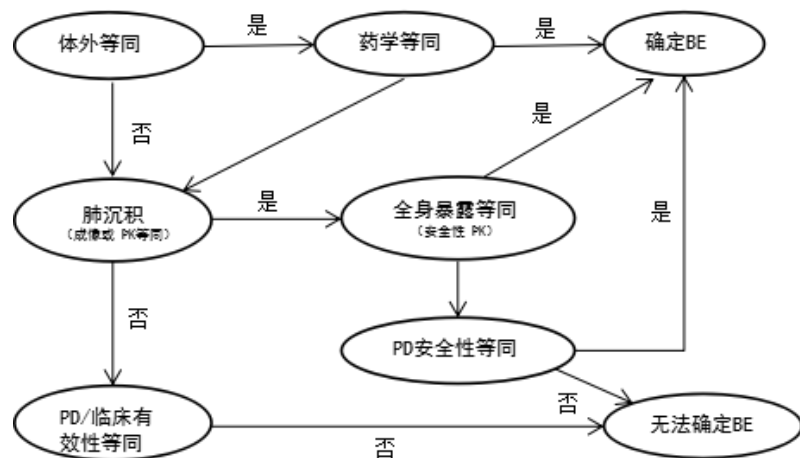 体外等同
是
药学等同
是
确定BE
否
是
肺沉积
(成像或 PK等同)
是
全身暴露等同
(安全性 PK)
是
否
PD安全性等同
否
PD/临床有
效性等同
否
无法确定BE